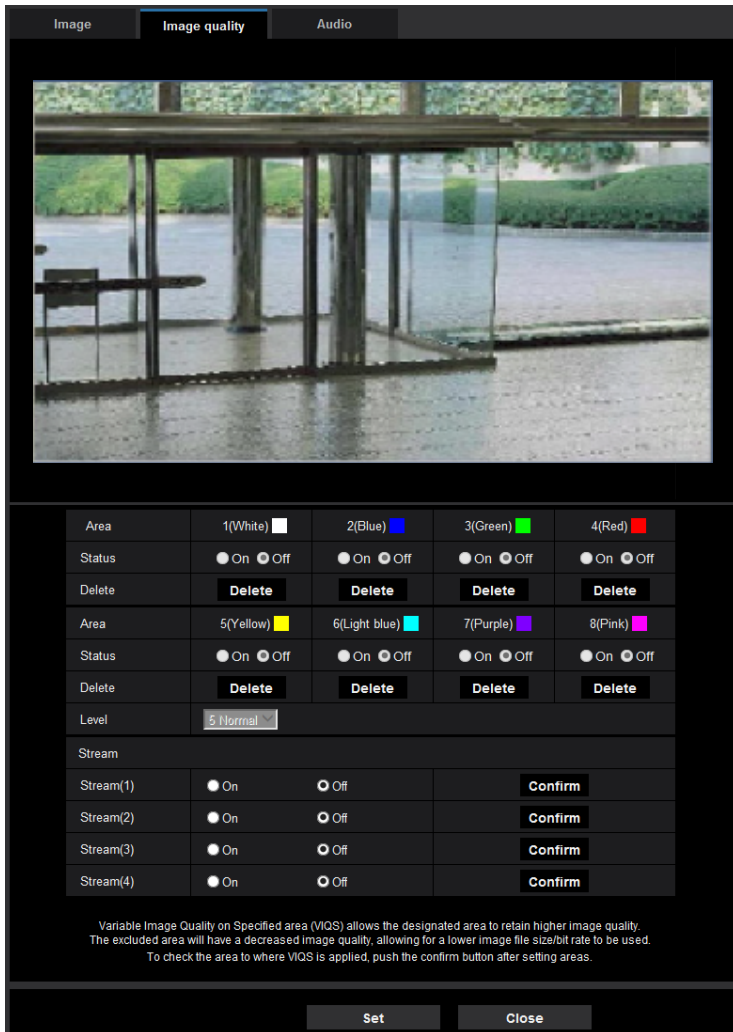 Image Image quality Audio
Area 1(White) 2(Blue) 3(Green) 4(Red)
Status On Off On Off On Off On Off
Delete Delete Delete Delete Delete
Area 5(Yellow) 6(Light blue) 7(Purple) 8(Pink)
Status On Off On Off On Off On Off
Delete Delete Delete Delete Delete
Level 5 Normal
Stream
Stream(1) On Off Confirm
Stream(2) On Off Confirm
Stream(3) On Off Confirm
Stream(4) On Off Confirm
Variable Image Quality on Specified area (VIQS) allows the designated area to retain higher image quality.
The excluded area will have a decreased image quality, allowing for a lower image file size/bit rate to be used.
To check the area to where VIQS is applied, push the confirm button after setting areas.
Set Close